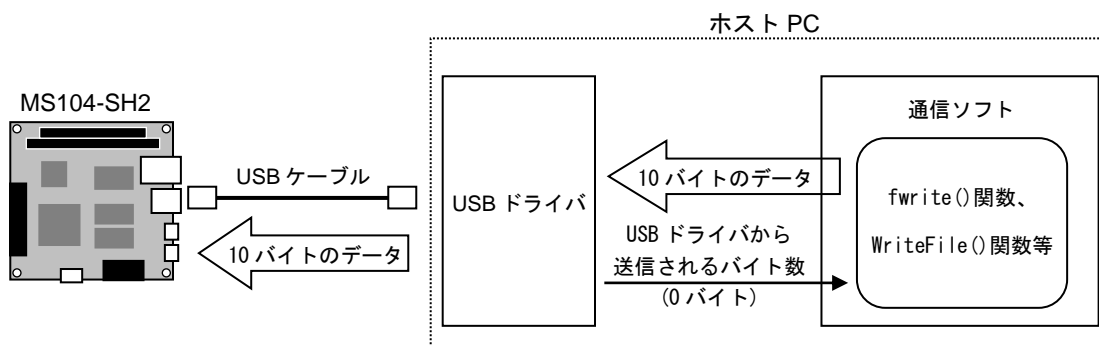 ホスト PC
MS104-SH2
USB ケーブル
10 バイトのデータ
USB ドライバ
10 バイトのデータ
USB ドライバから
送信されるバイト数
(0 バイト)
通信ソフト
fwrite()関数、
WriteFile()関数等